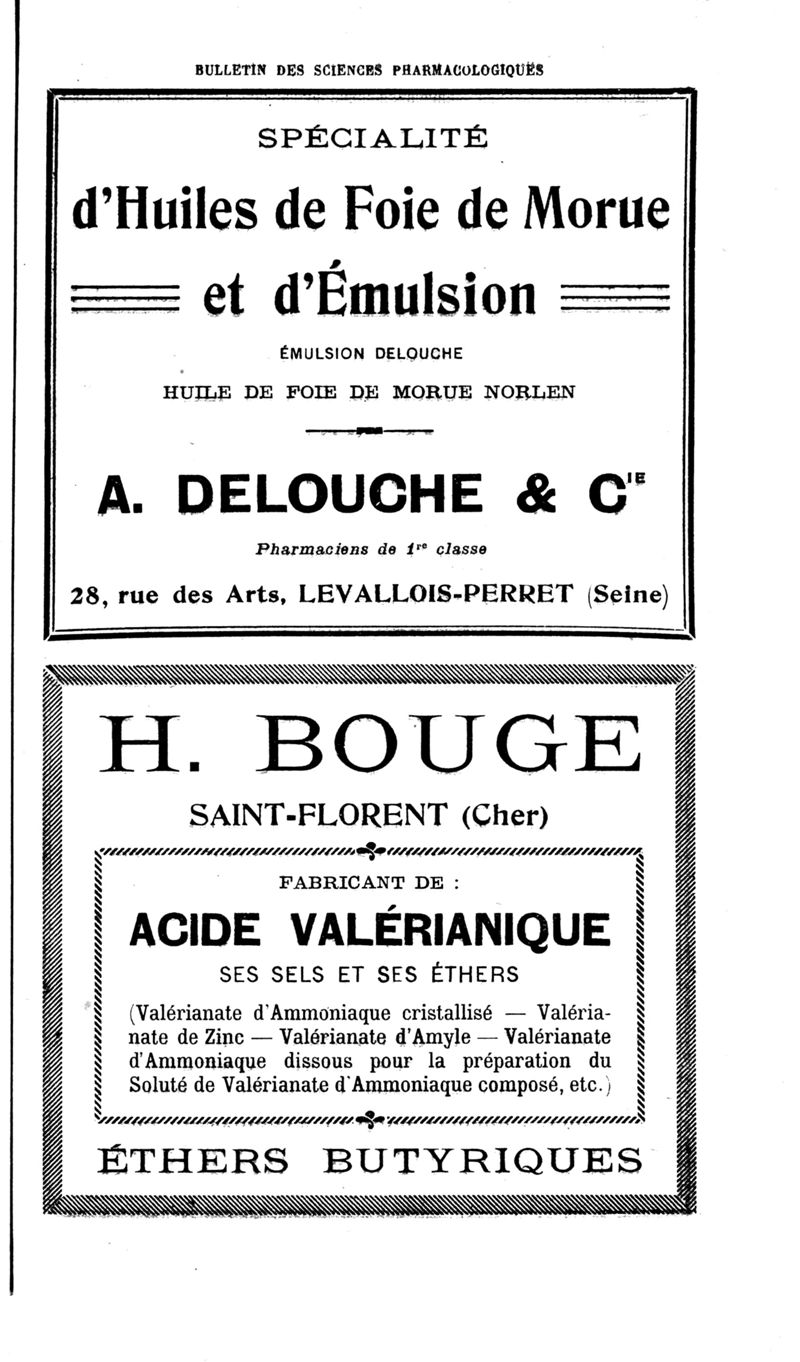 BULLETIN DES SCIENCES PHARMACOLOGIQUES
SPÉCIALITÉ
d'Huiles de Foie de Morue
et d'Émulsion
ÉMULSION DELOUCHE
HUILE DE FOIE DE MORUE NORLEN
A. DELOUCHE & CIE
Pharmaciens de 1re classe
28, rue des Arts, LEVALLOIS-PERRET (Seine)
H. BOUGE
SAINT-FLORENT (Cher)
FABRICANT DE :
ACIDE VALÉRIANIQUE
SES SELS ET SES ÉTHERS
(Valérianate d'Ammoniaque cristallisé — Valéria-
nate de Zinc — Valérianate d'Amyle — Valérianate
d'Ammoniaque dissous pour la préparation du
Soluté de Valérianate d'Ammoniaque composé, etc.)
ÉTHERS BUTYRIQUES